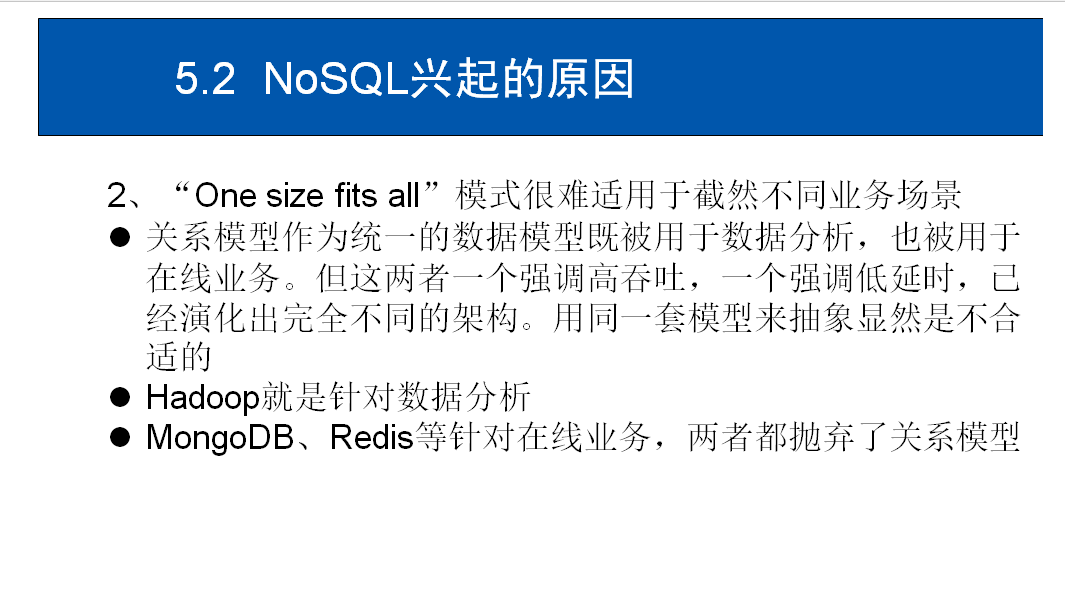 5.2 NoSQL兴起的原因
2、“One size fits all”模式很难适用于截然不同业务场景
● 关系模型作为统一的数据模型既被用于数据分析，也被用于
在线业务。但这两者一个强调高吞吐，一个强调低延时，已
经演化出完全不同的架构。用同一套模型来抽象显然是不合
适的
● Hadoop就是针对数据分析
● MongoDB、Redis等针对在线业务，两者都抛弃了关系模型